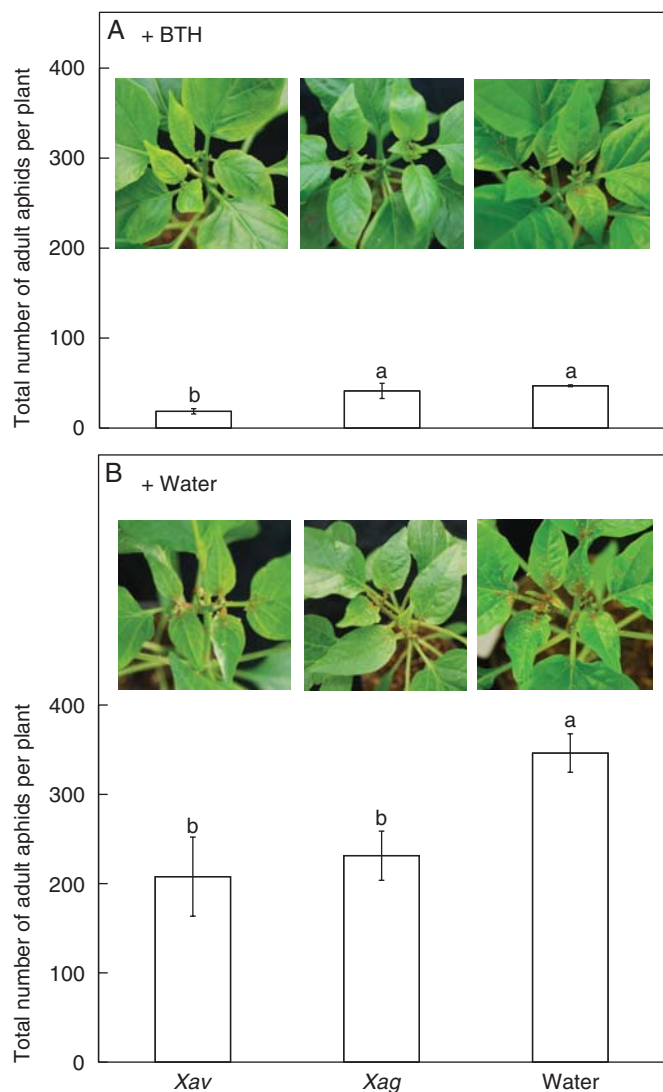 A
+ BTH
Total number of adult aphids per plant
400
300
200
100
0
b
a
a
B
+ Water
Total number of adult aphids per plant
400
300
200
100
0
b
b
a
Xav
Xag
Water